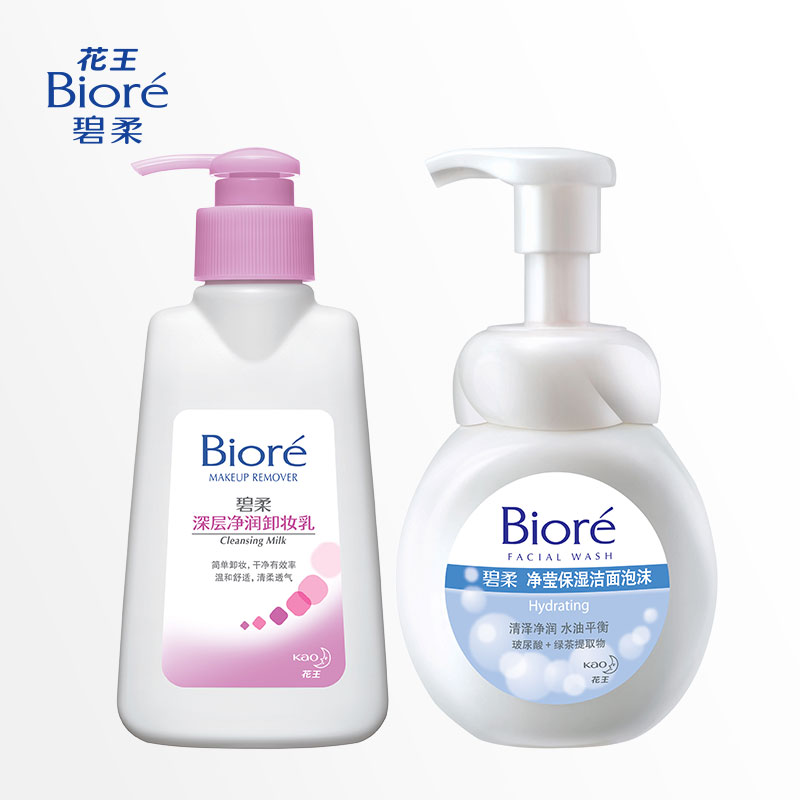 花王
Bioré
碧柔
Bioré
MAKEUP REMOVER
碧柔
深层净润卸妆乳
Cleansing Milk
简单卸妆,干净有效率
温和舒适,清柔透气
Kao
花王
Bioré
FACIAL WASH
碧柔 净莹保湿洁面泡沫
Hydrating
清泽净润 水油平衡
玻尿酸+绿茶提取物
Kao
花王